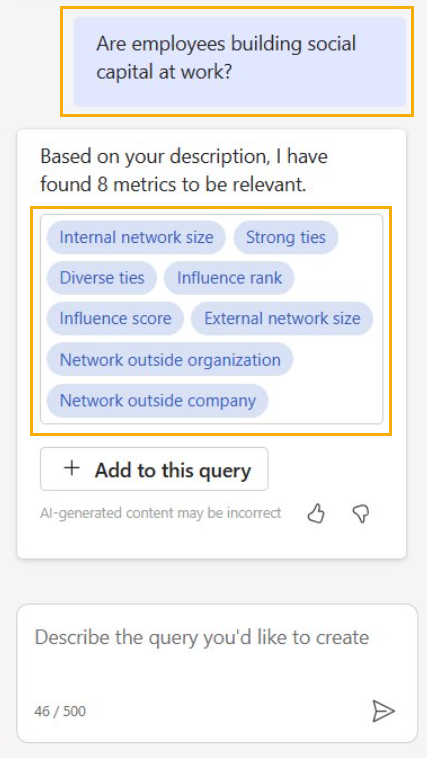 Are employees building social
capital at work?
Based on your description, I have
found 8 metrics to be relevant.
Internal network size Strong ties
Diverse ties Influence rank
Influence score External network size
Network outside organization
Network outside company
+ Add to this query
AI-generated content may be incorrect
Describe the query you'd like to create
46 / 500